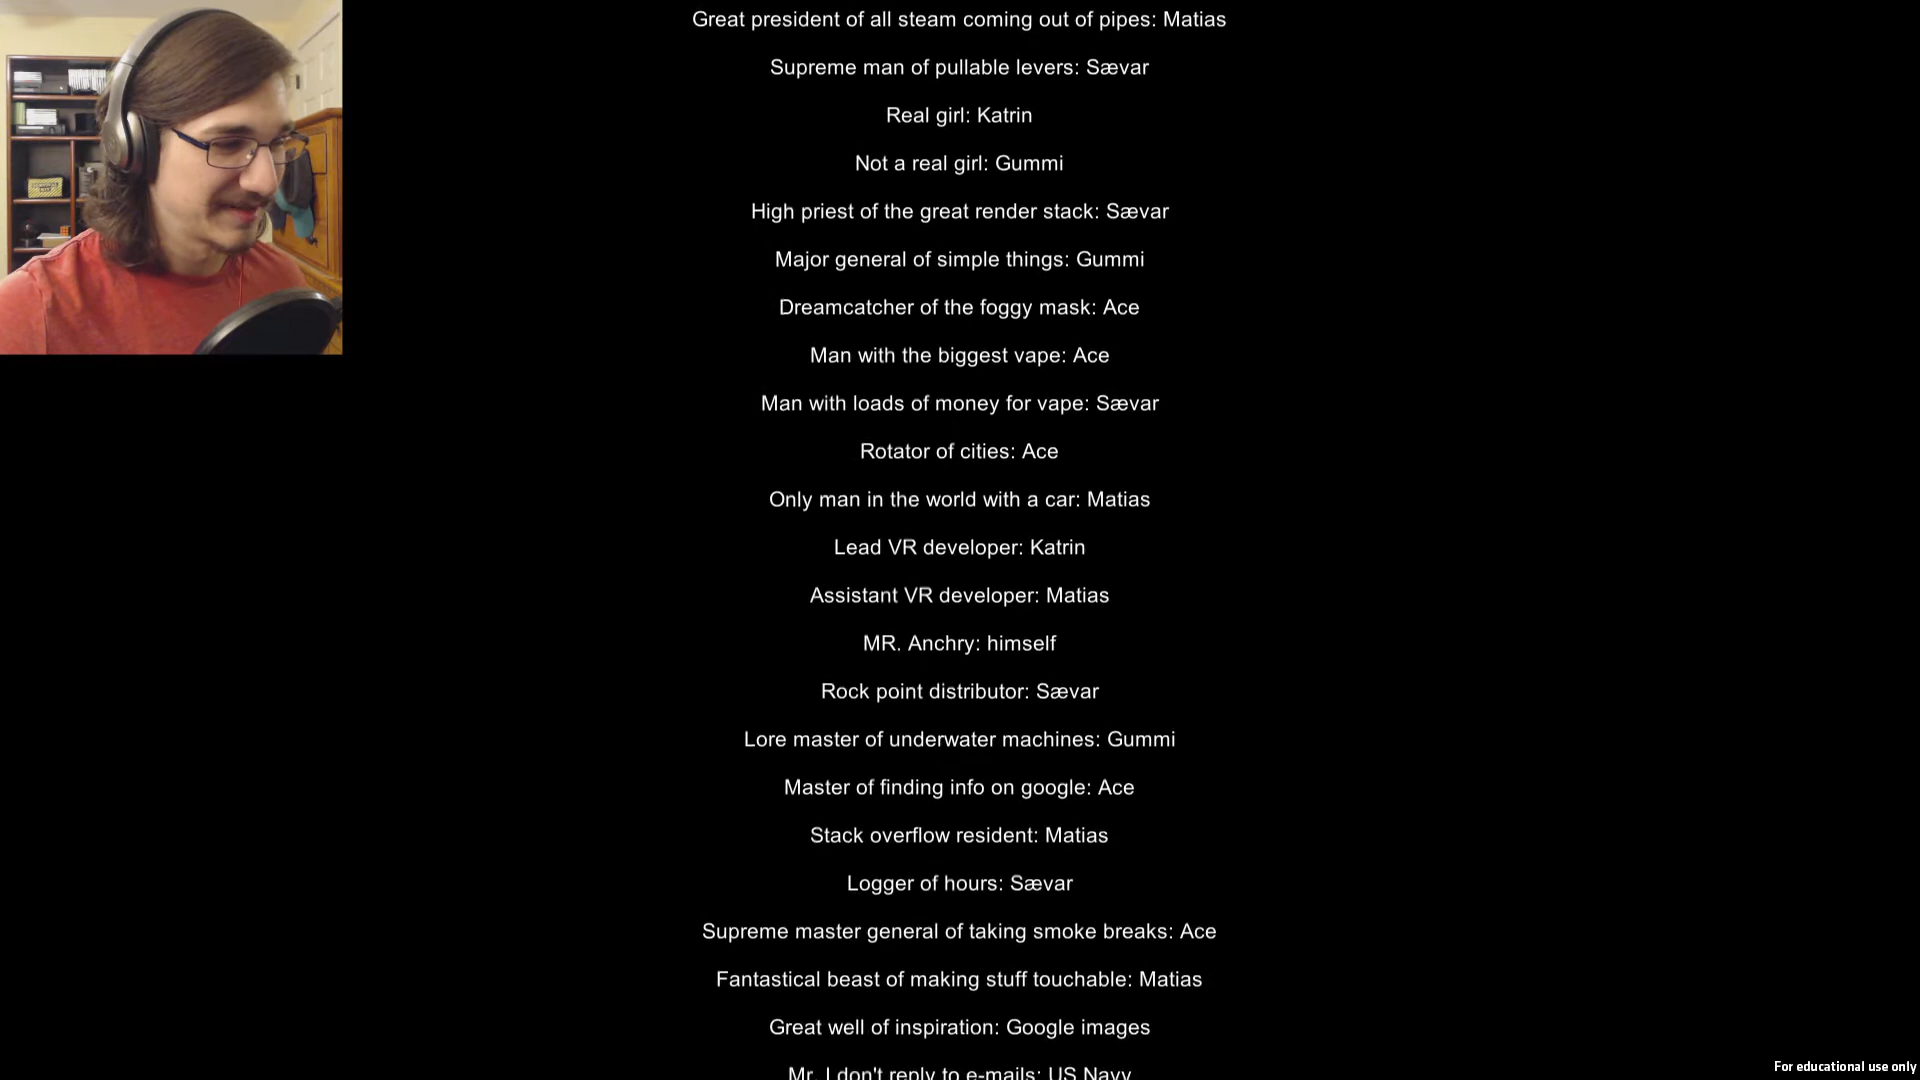 Great president of all steam coming out of pipes: Matias
Supreme man of pullable levers: Sævar
Real girl: Katrin
Not a real girl: Gummi
High priest of the great render stack: Sævar
Major general of simple things: Gummi
Dreamcatcher of the foggy mask: Ace
Man with the biggest vape: Ace
Man with loads of money for vape: Sævar
Rotator of cities: Ace
Only man in the world with a car: Matias
Lead VR developer: Katrin
Assistant VR developer: Matias
MR. Anchry: himself
Rock point distributor: Sævar
Lore master of underwater machines: Gummi
Master of finding info on google: Ace
Stack overflow resident: Matias
Logger of hours: Sævar
Supreme master general of taking smoke breaks: Ace
Fantastical beast of making stuff touchable: Matias
Great well of inspiration: Google images
Mr. I don't reply to e-mails: US Navy
For educational use only